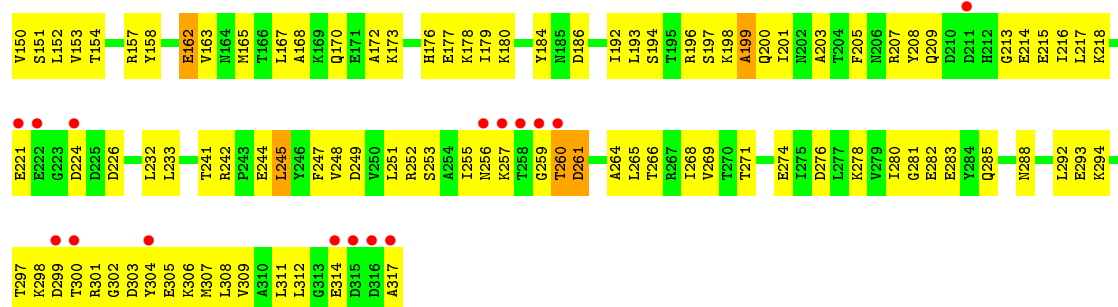 V150 S151 L152 V153 T154 R157 Y158 E162 V163 N164 M165 T166 L167 A168 K169 Q170 E171 A172 K173 H176 E177 K178 I179 K180 Y184 N185 D186 I192 L193 S194 T195 R196 S197 K198 A199 Q200 I201 N202 A203 T204 F205 N206 R207 Y208 Q209 D210 D211 H212 G213 E214 E215 I216 L217 K218
E221 E222 G223 D224 D225 D226 L232 L233 T241 R242 P243 E244 L245 Y246 F247 V248 D249 V250 L251 R252 S253 A254 I255 N256 K257 T258 G259 T260 D261 A264 L265 T266 R267 I268 V269 T270 T271 E274 I275 D276 L277 K278 V279 I280 G281 E282 E283 Y284 Q285 N288 L292 E293 K294
T297 K298 D299 T300 R301 G302 D303 Y304 E305 K306 M307 L308 V309 A310 L311 L312 G313 E314 D315 D316 A317